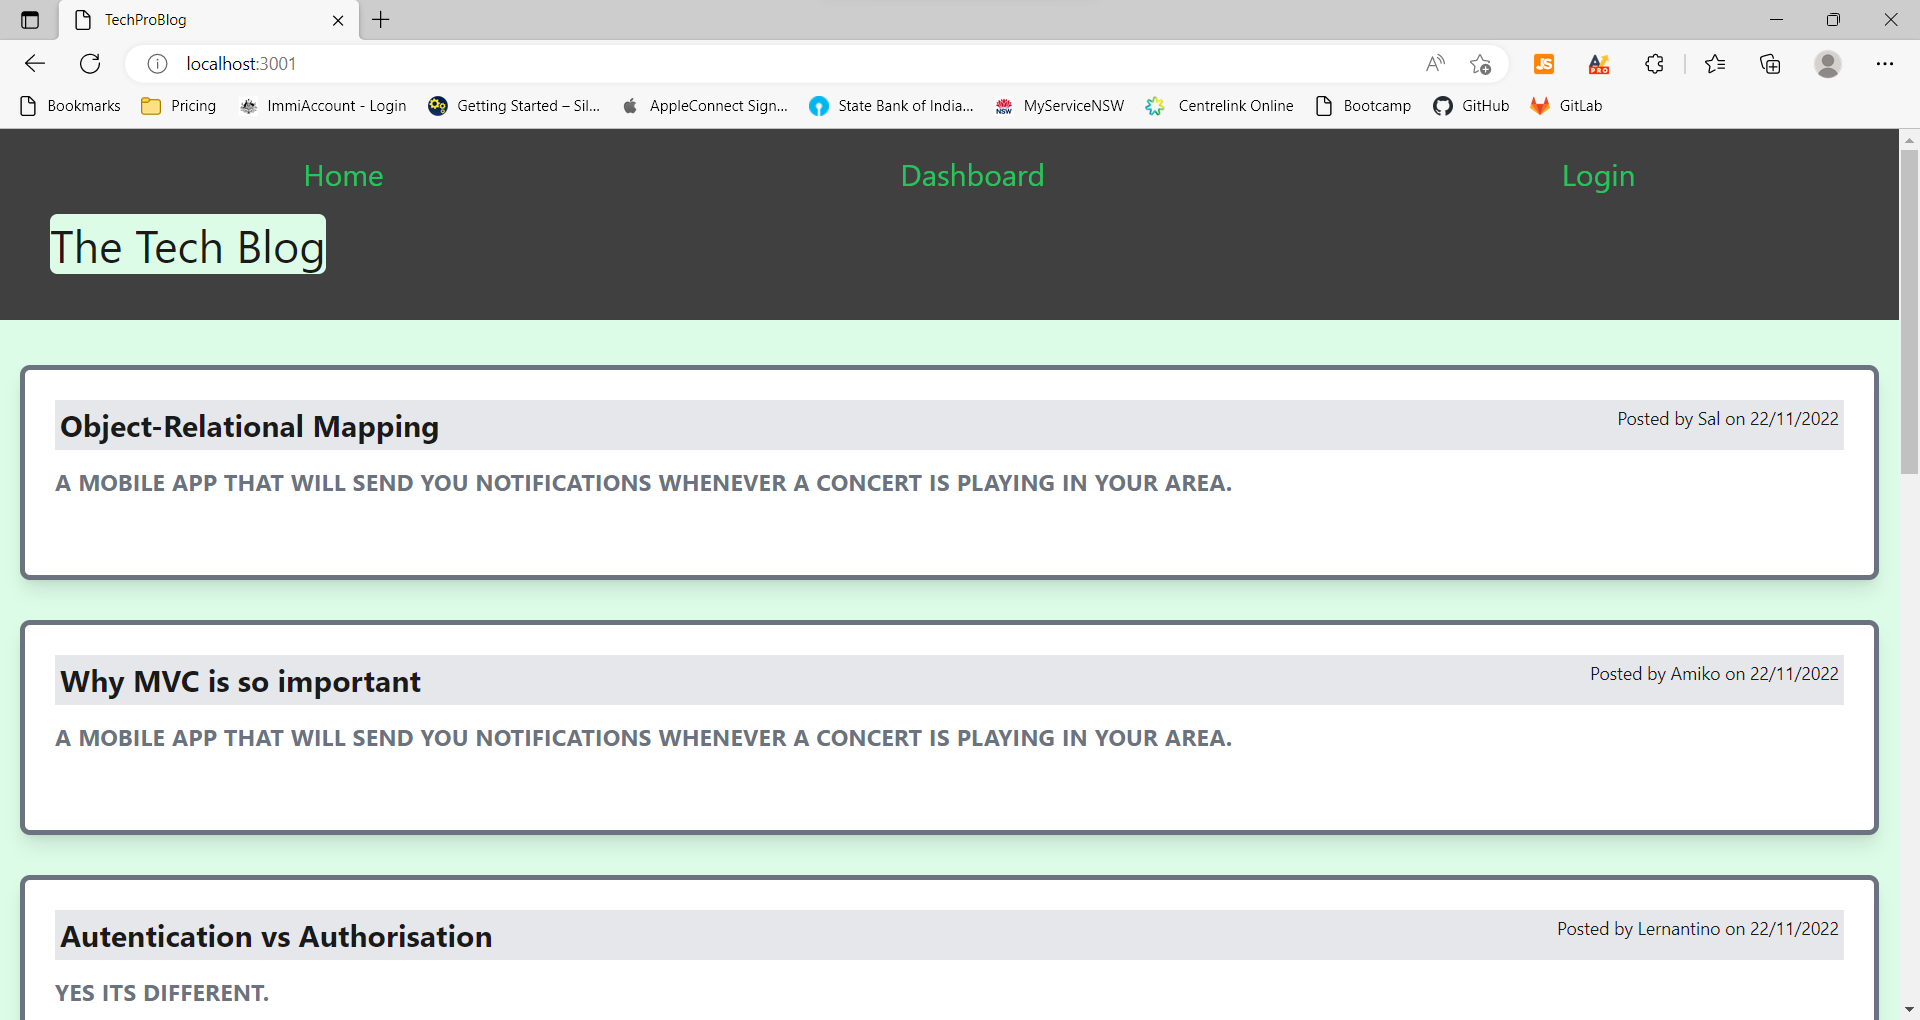 TechProBlog
localhost:3001
Bookmarks Pricing ImmiAccount - Login Getting Started – Sil... AppleConnect Sign... State Bank of India... MyServiceNSW Centrelink Online Bootcamp GitHub GitLab
Home Dashboard Login
The Tech Blog
Object-Relational Mapping Posted by Sal on 22/11/2022
A MOBILE APP THAT WILL SEND YOU NOTIFICATIONS WHENEVER A CONCERT IS PLAYING IN YOUR AREA.
Why MVC is so important Posted by Amiko on 22/11/2022
A MOBILE APP THAT WILL SEND YOU NOTIFICATIONS WHENEVER A CONCERT IS PLAYING IN YOUR AREA.
Autentication vs Authorisation Posted by Lernantino on 22/11/2022
YES ITS DIFFERENT.